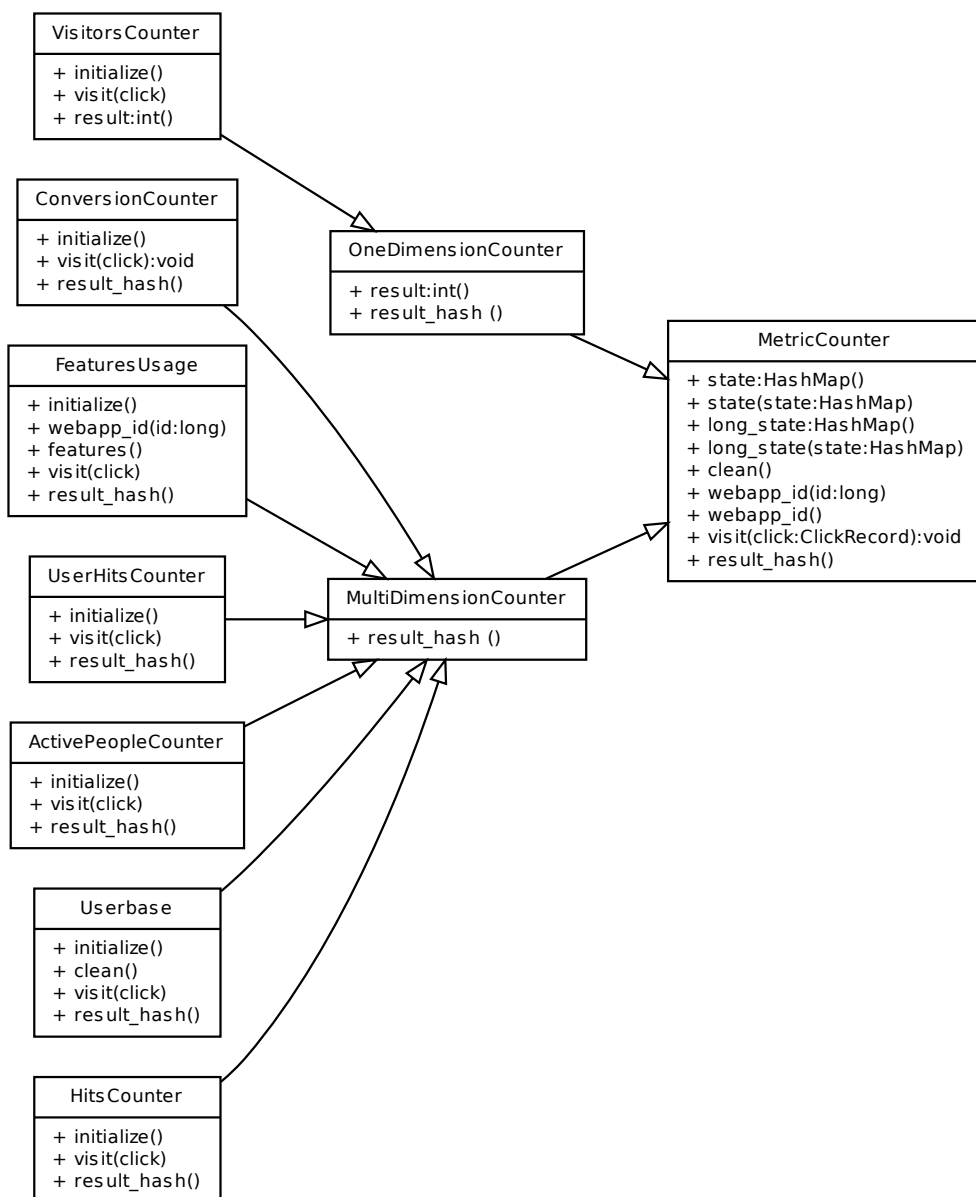 VisitorsCounter
+ initialize()
+ visit(click)
+ result:int()
ConversionCounter
+ initialize()
+ visit(click):void
+ result_hash()
OneDimensionCounter
+ result:int()
+ result_hash ()
MetricCounter
+ state:HashMap()
+ state(state:HashMap)
+ long_state:HashMap()
+ long_state(state:HashMap)
+ clean()
+ webapp_id(id:long)
+ webapp_id()
+ visit(click:ClickRecord):void
+ result_hash()
FeaturesUsage
+ initialize()
+ webapp_id(id:long)
+ features()
+ visit(click)
+ result_hash()
UserHitsCounter
+ initialize()
+ visit(click)
+ result_hash()
MultiDimensionCounter
+ result_hash ()
ActivePeopleCounter
+ initialize()
+ visit(click)
+ result_hash()
Userbase
+ initialize()
+ clean()
+ visit(click)
+ result_hash()
HitsCounter
+ initialize()
+ visit(click)
+ result_hash()